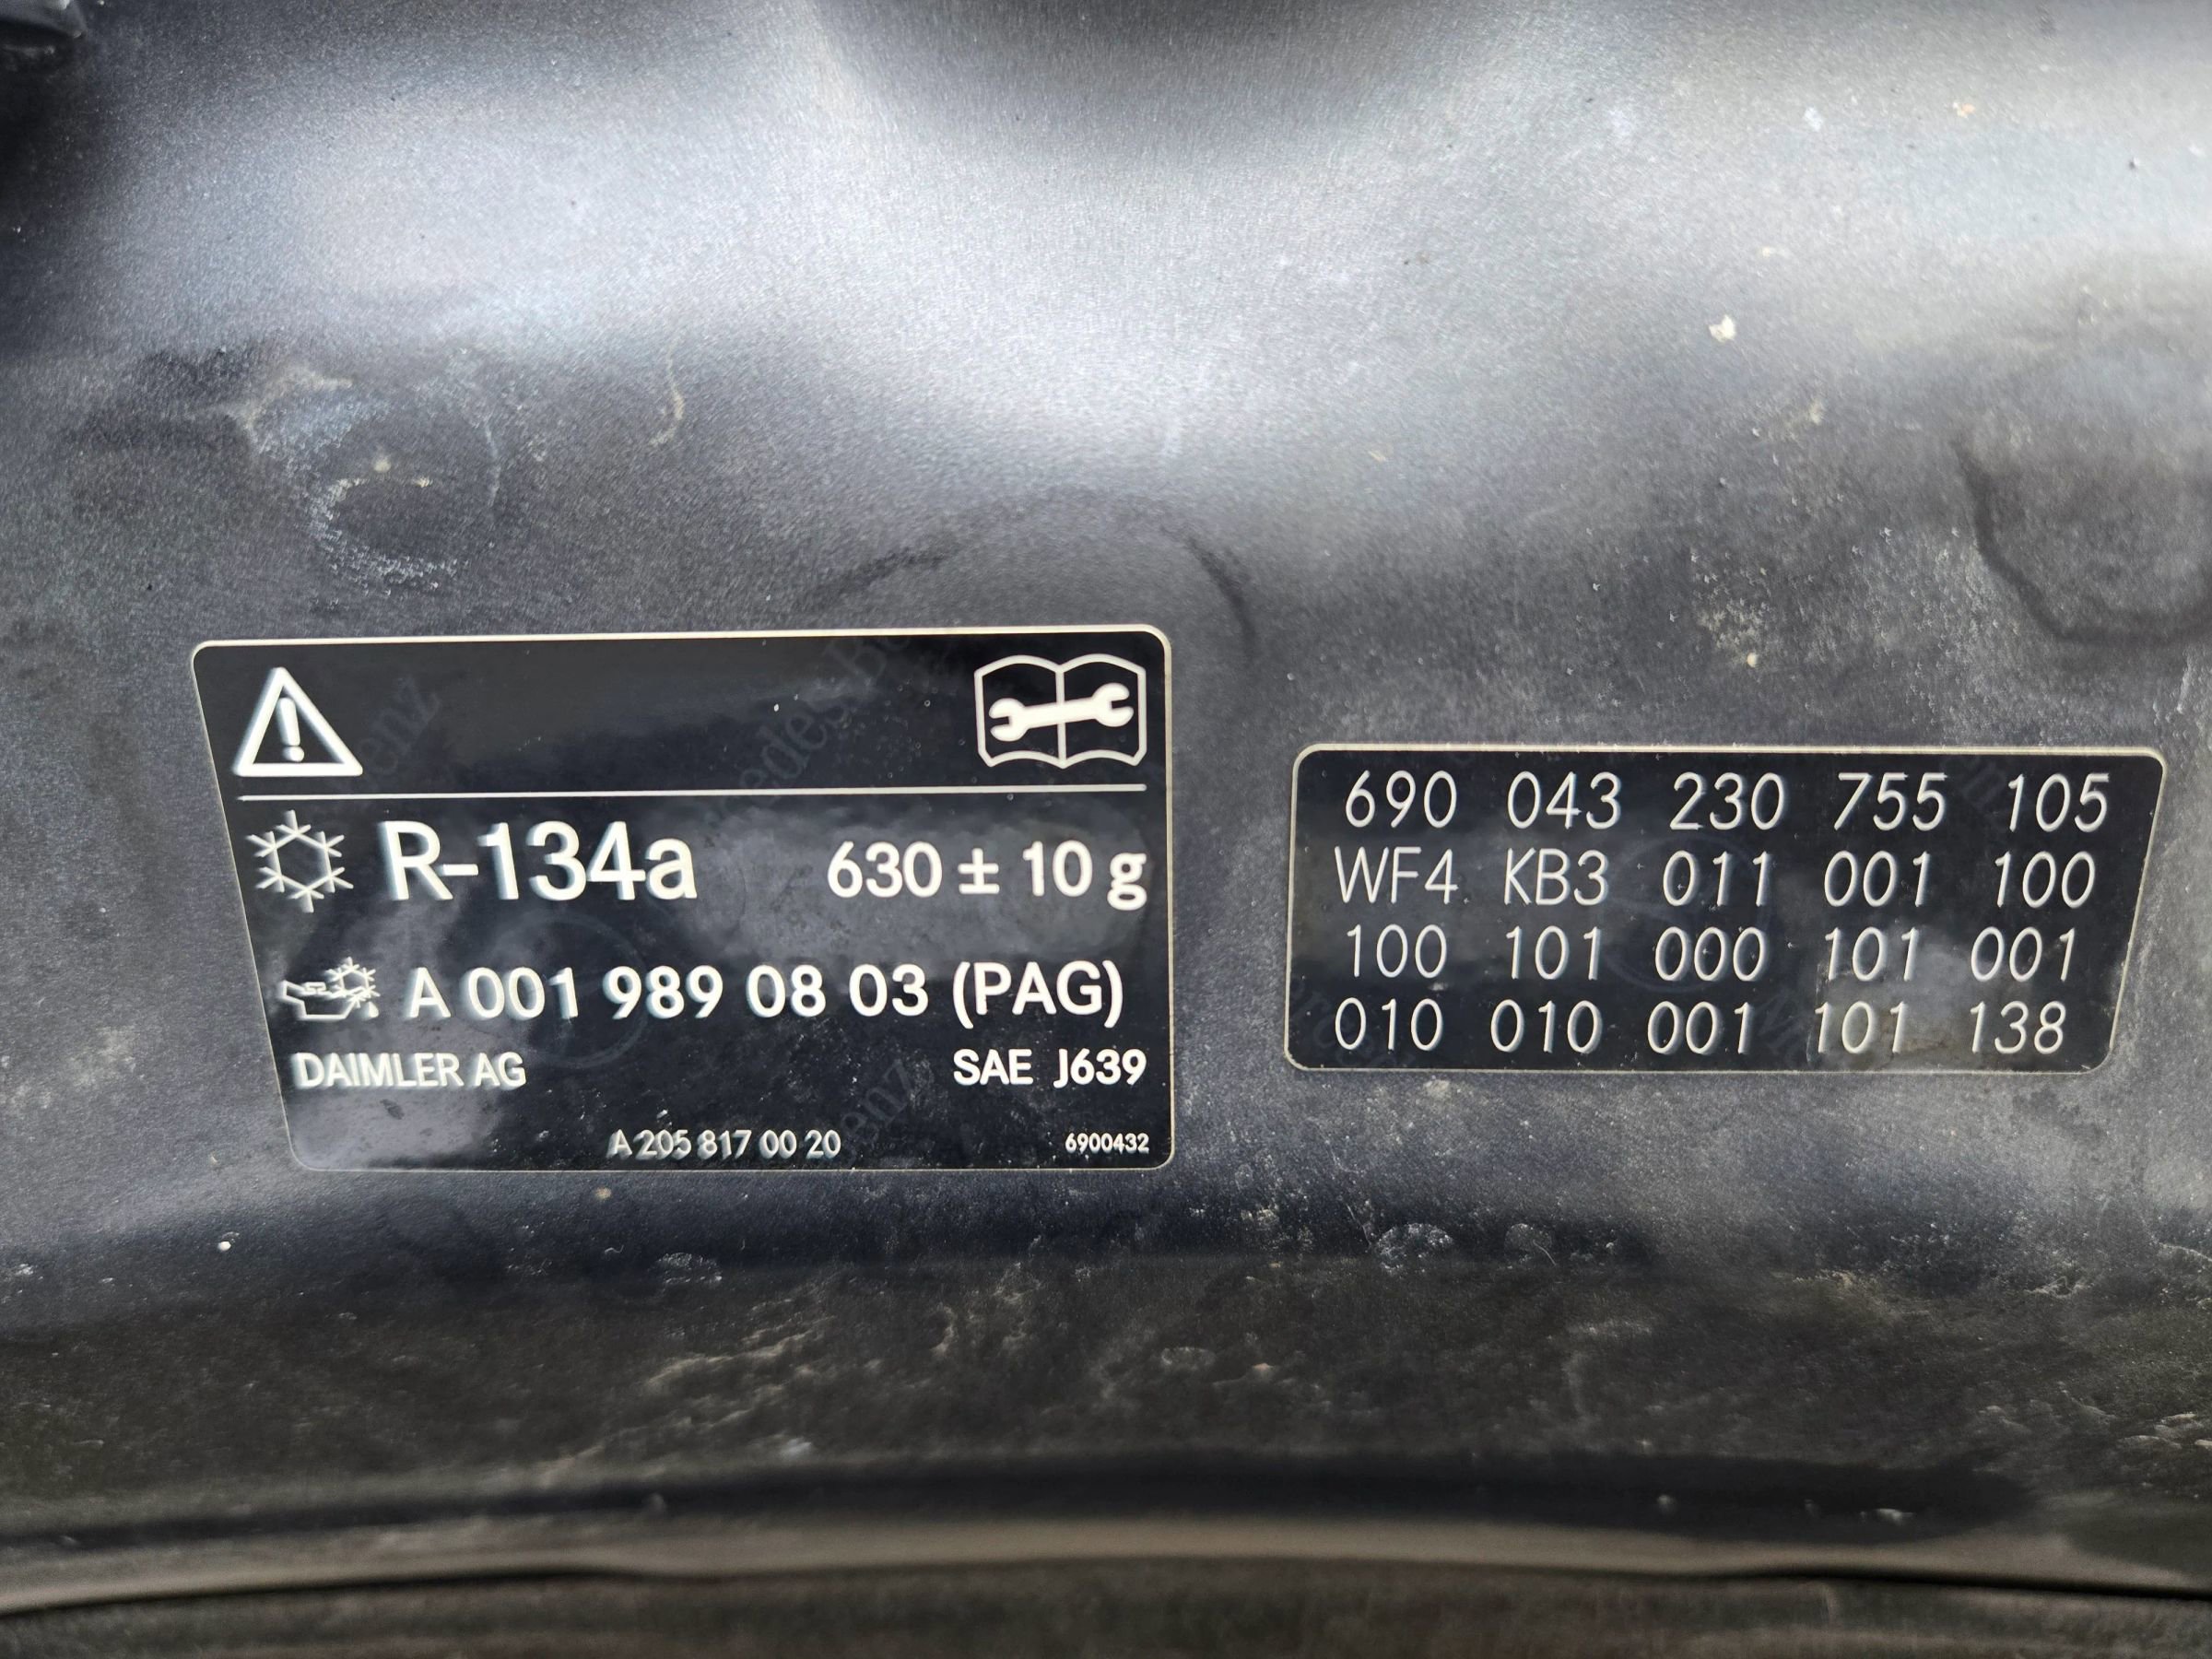 R-134a 630 ± 10 g
A 001 989 08 03 (PAG)
DAIMLER AG SAE J639
A 205 817 00 20 6900432
690 043 230 755 105
WF4 KB3 011 001 100
100 101 000 101 001
010 010 001 101 138